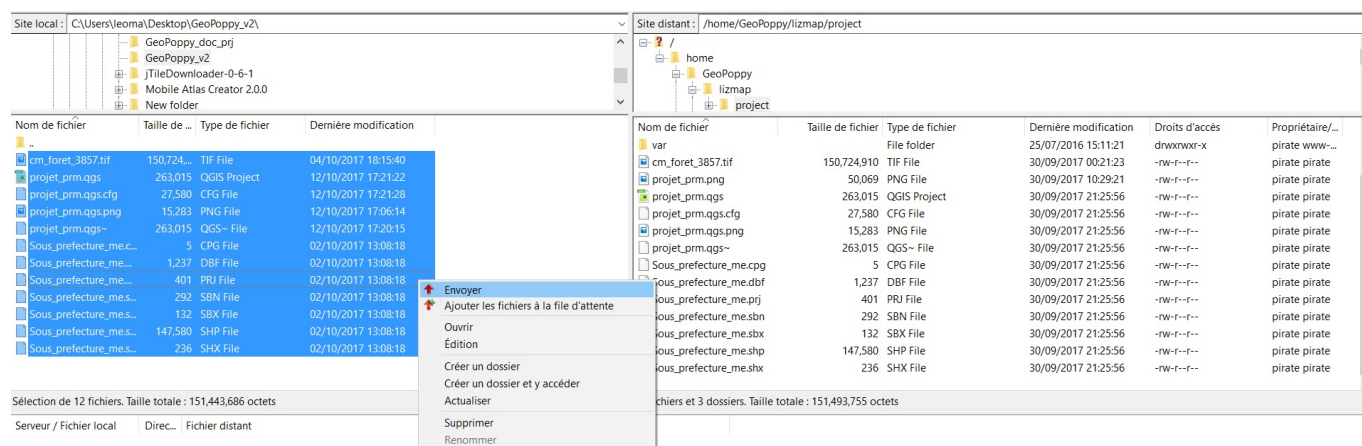 Site local : C:\Users\leoma\Desktop\GeoPoppy_v2\
GeoPoppy_doc_prj
GeoPoppy_v2
jTileDownloader-0-6-1
Mobile Atlas Creator 2.0.0
New folder
Nom de fichier Taille de ... Type de fichier Dernière modification
..
cm_foret_3857.tif 150,724,... TIF File 04/10/2017 18:15:40
projet_prm.qgs 263,015 QGIS Project 12/10/2017 17:21:22
projet_prm.qgs.cfg 27,580 CFG File 12/10/2017 17:21:28
projet_prm.qgs.png 15,283 PNG File 12/10/2017 17:06:14
projet_prm.qgs~ 263,015 QGS~ File 12/10/2017 17:20:15
Sous_prefecture_me.c... 5 CPG File 02/10/2017 13:08:18
Sous_prefecture_me.... 1,237 DBF File 02/10/2017 13:08:18
Sous_prefecture_me.... 401 PRJ File 02/10/2017 13:08:18
Sous_prefecture_me.s... 292 SBN File 02/10/2017 13:08:18
Sous_prefecture_me.s... 132 SBX File 02/10/2017 13:08:18
Sous_prefecture_me.s... 147,580 SHP File 02/10/2017 13:08:18
Sous_prefecture_me.s... 236 SHX File 02/10/2017 13:08:18
Sélection de 12 fichiers. Taille totale : 151,443,686 octets
Serveur / Fichier local Direc... Fichier distant
Envoyer
Ajouter les fichiers à la file d'attente
Ouvrir
Édition
Créer un dossier
Créer un dossier et y accéder
Actualiser
Supprimer
Renommer
Site distant : /home/GeoPoppy/lizmap/project
? /
home
GeoPoppy
lizmap
project
Nom de fichier Taille de fichier Type de fichier Dernière modification Droits d'accès Propriétaire/...
var File folder 25/07/2016 15:11:21 drwxrwxr-x pirate www-...
cm_foret_3857.tif 150,724,910 TIF File 30/09/2017 00:21:23 -rw-r--r-- pirate pirate
projet_prm.png 50,069 PNG File 30/09/2017 10:29:21 -rw-r--r-- pirate pirate
projet_prm.qgs 263,015 QGIS Project 30/09/2017 21:25:56 -rw-r--r-- pirate pirate
projet_prm.qgs.cfg 27,580 CFG File 30/09/2017 21:25:56 -rw-r--r-- pirate pirate
projet_prm.qgs.png 15,283 PNG File 30/09/2017 21:25:56 -rw-r--r-- pirate pirate
projet_prm.qgs~ 263,015 QGS~ File 30/09/2017 21:25:56 -rw-r--r-- pirate pirate
Sous_prefecture_me.cpg 5 CPG File 30/09/2017 21:25:56 -rw-r--r-- pirate pirate
Sous_prefecture_me.dbf 1,237 DBF File 30/09/2017 21:25:56 -rw-r--r-- pirate pirate
ous_prefecture_me.prj 401 PRJ File 30/09/2017 21:25:56 -rw-r--r-- pirate pirate
ous_prefecture_me.sbn 292 SBN File 30/09/2017 21:25:56 -rw-r--r-- pirate pirate
ous_prefecture_me.sbx 132 SBX File 30/09/2017 21:25:56 -rw-r--r-- pirate pirate
ous_prefecture_me.shp 147,580 SHP File 30/09/2017 21:25:56 -rw-r--r-- pirate pirate
ous_prefecture_me.shx 236 SHX File 30/09/2017 21:25:56 -rw-r--r-- pirate pirate
chiers et 3 dossiers. Taille totale : 151,493,755 octets